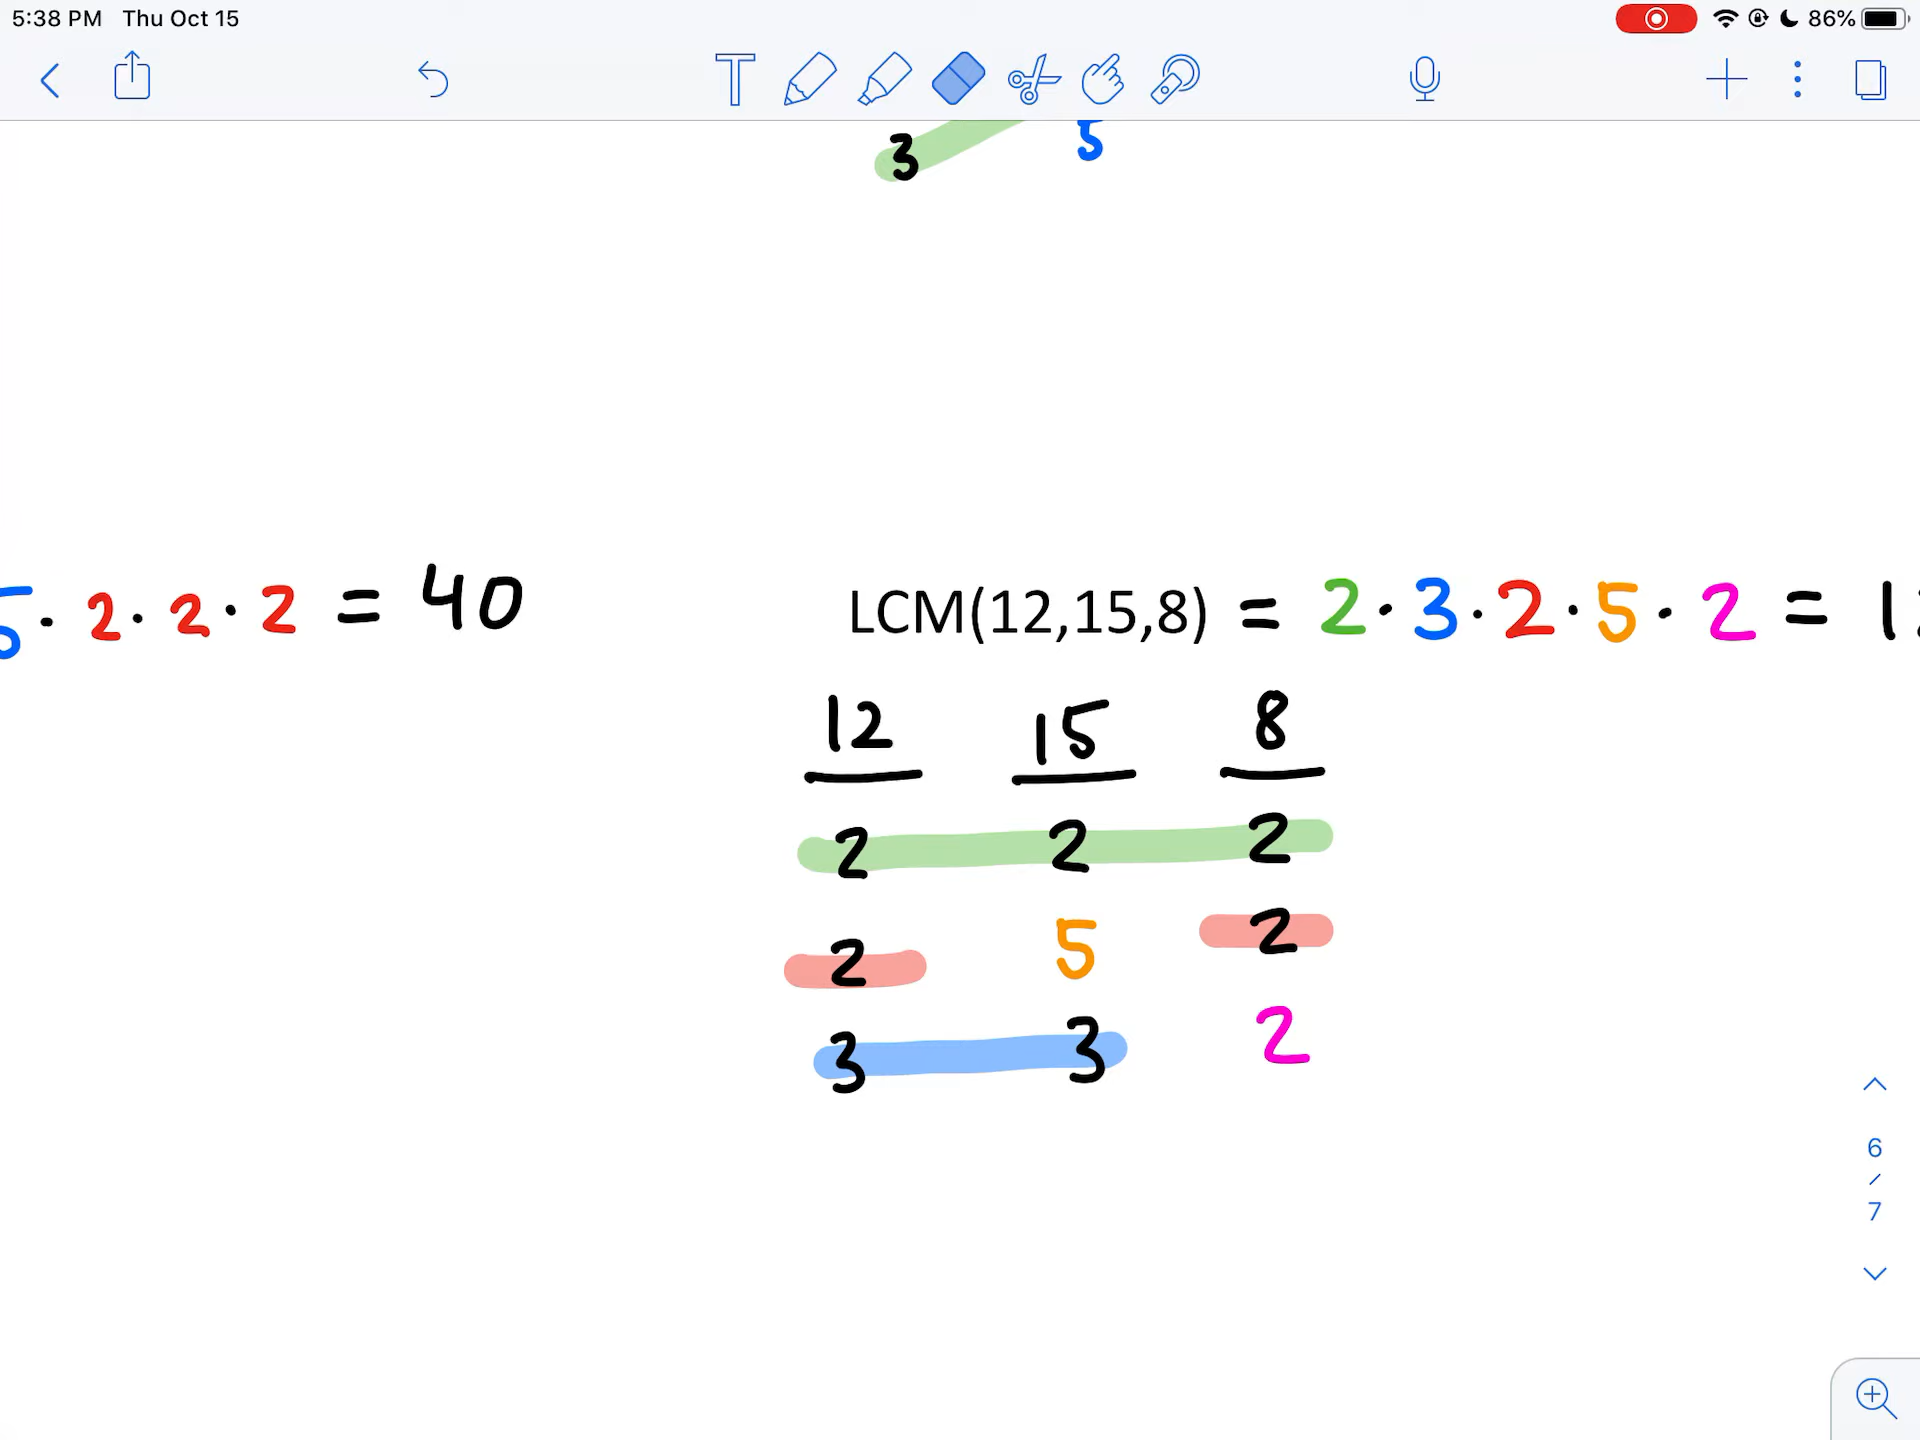 5:38 PM Thu Oct 15 86%
3 5
· 2 · 2 · 2 = 40
LCM(12,15,8) = 2 · 3 · 2 · 5 · 2 =
12 15 8
2 2 2
2 5 2
3 3 2
6
/
7